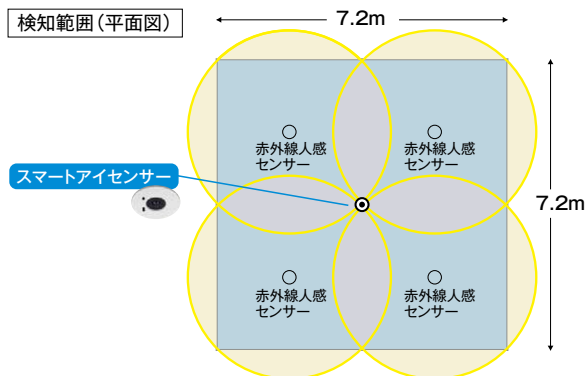 検知範囲（平面図）
7.2m
赤外線人感
センサー
赤外線人感
センサー
スマートアイセンサー
7.2m
赤外線人感
センサー
赤外線人感
センサー